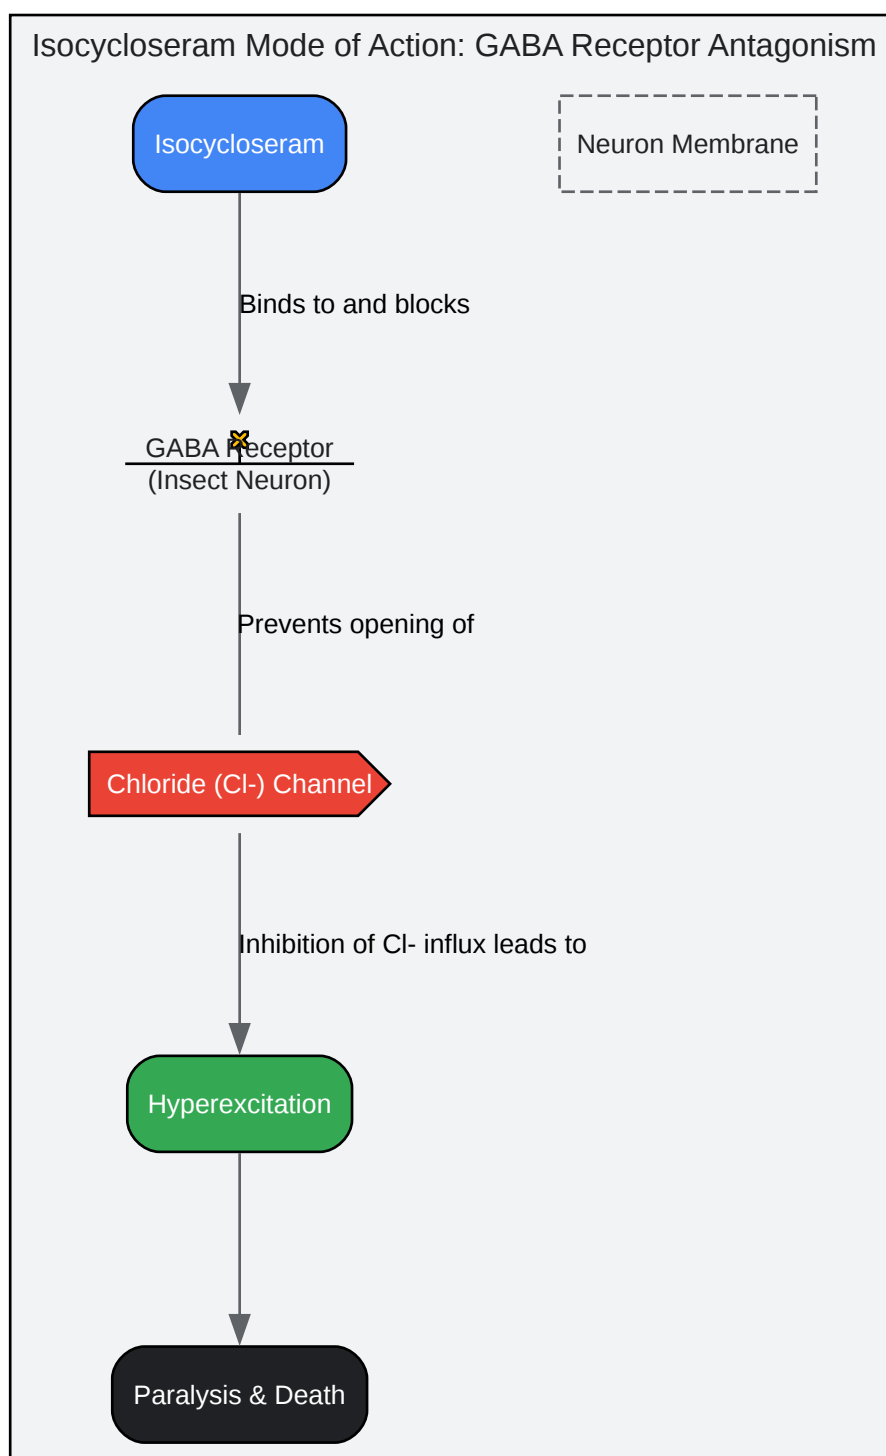 Isocycloseram Mode of Action: GABA Receptor Antagonism
Isocycloseram
Neuron Membrane
Binds to and blocks
GABA Receptor
(Insect Neuron)
Prevents opening of
Chloride (Cl-) Channel
Inhibition of Cl- influx leads to
Hyperexcitation
Paralysis & Death